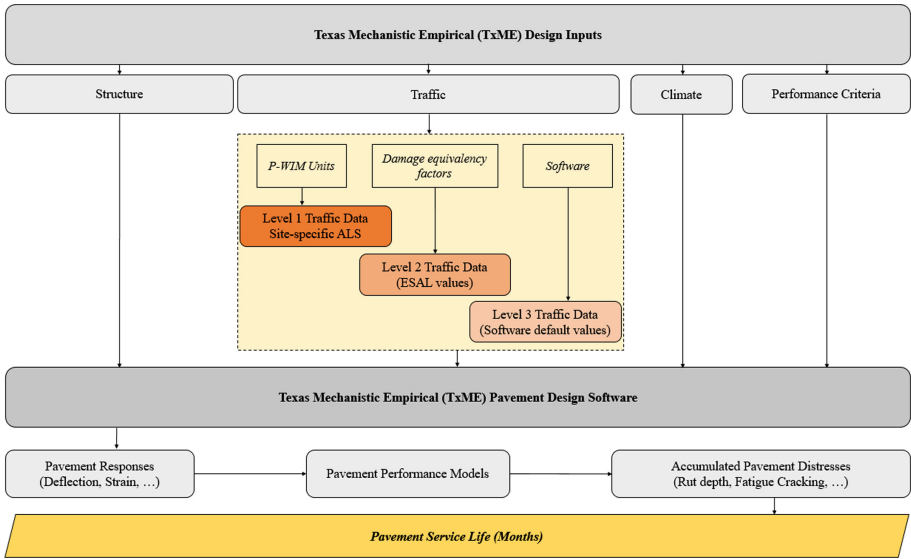 Texas Mechanistic Empirical (TxME) Design Inputs
Structure
Traffic
Climate
Performance Criteria
P-WIM Units
Damage equivalency
factors
Software
Level 1 Traffic Data
Site-specific ALS
Level 2 Traffic Data
(ESAL values)
Level 3 Traffic Data
(Software default values)
Texas Mechanistic Empirical (TxME) Pavement Design Software
Pavement Responses
(Deflection, Strain, …)
Pavement Performance Models
Accumulated Pavement Distresses
(Rut depth, Fatigue Cracking, …)
Pavement Service Life (Months)